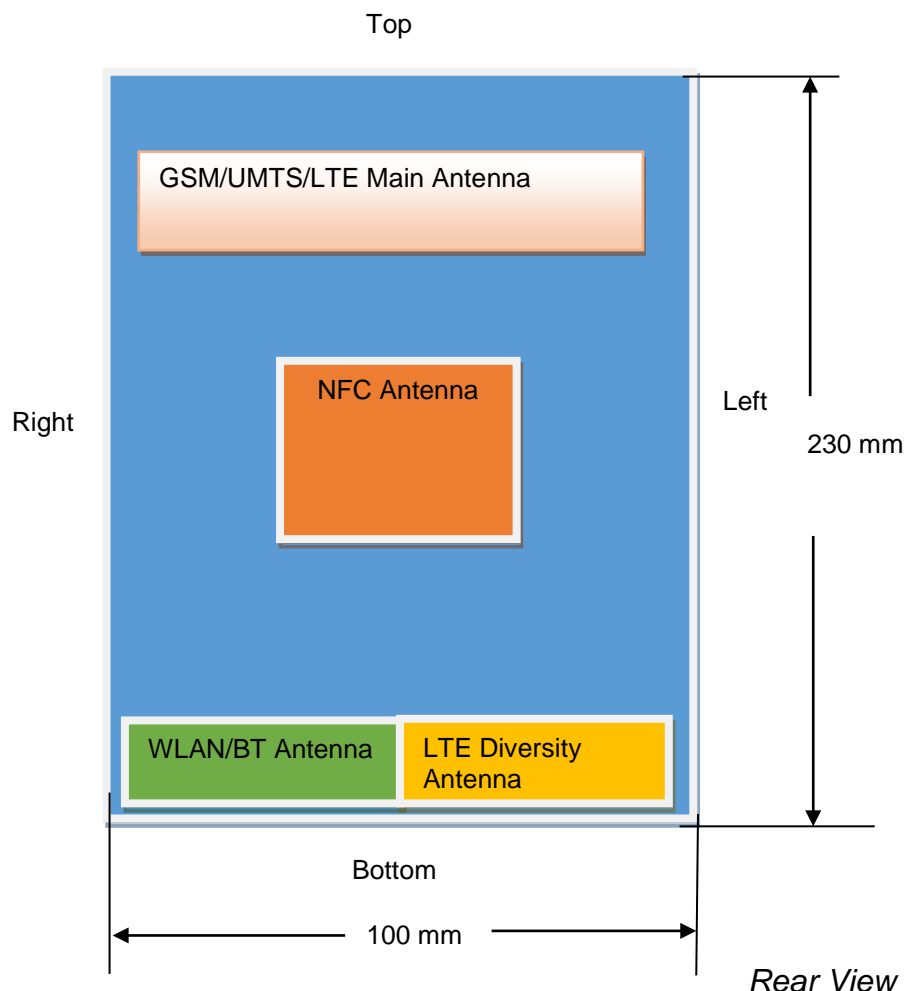 Top
GSM/UMTS/LTE Main Antenna
NFC Antenna
Left
Right
230 mm
WLAN/BT Antenna
LTE Diversity
Antenna
Bottom
100 mm
Rear View